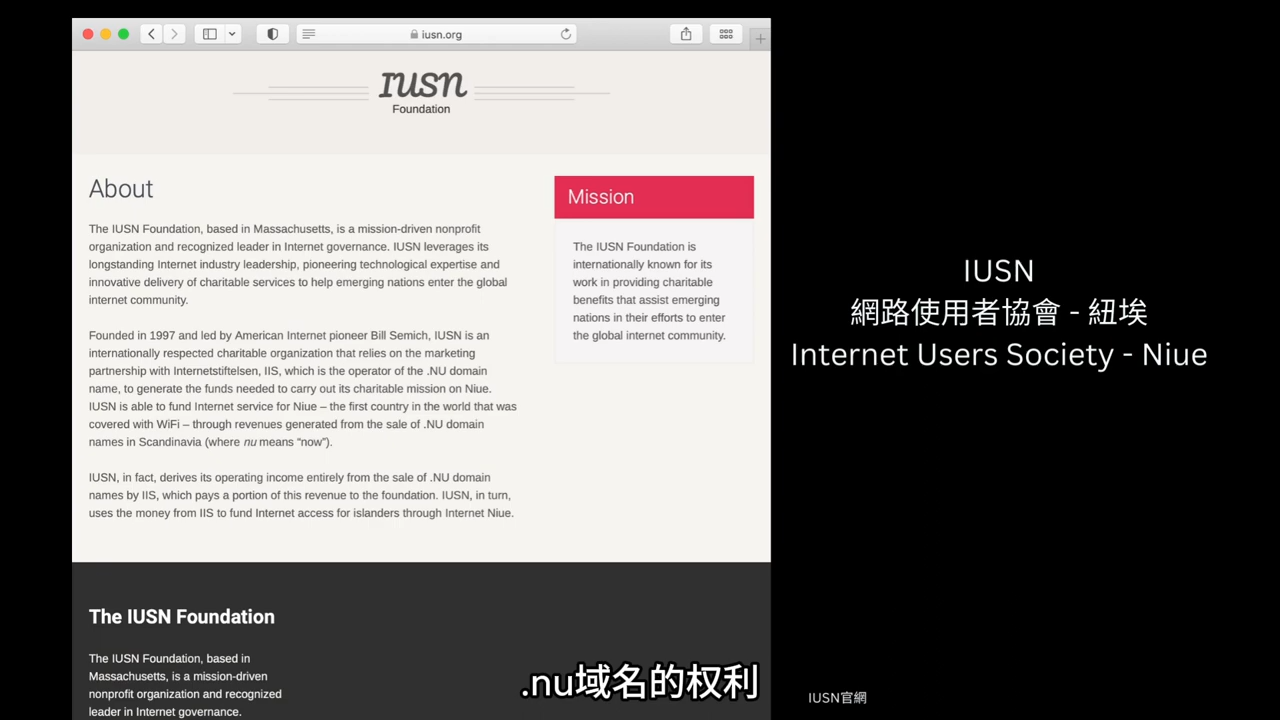 iusn.org
IUSN
Foundation
About
The IUSN Foundation, based in Massachusetts, is a mission-driven nonprofit
organization and recognized leader in Internet governance. IUSN leverages its
longstanding Internet industry leadership, pioneering technological expertise and
innovative delivery of charitable services to help emerging nations enter the global
internet community.
Founded in 1997 and led by American Internet pioneer Bill Semich, IUSN is an
internationally respected charitable organization that relies on the marketing
partnership with Internetstiftelsen, IIS, which is the operator of the .NU domain
name, to generate the funds needed to carry out its charitable mission on Niue.
IUSN is able to fund Internet service for Niue – the first country in the world that was
covered with WiFi – through revenues generated from the sale of .NU domain
names in Scandinavia (where nu means “now”).
IUSN, in fact, derives its operating income entirely from the sale of .NU domain
names by IIS, which pays a portion of this revenue to the foundation. IUSN, in turn,
uses the money from IIS to fund Internet access for islanders through Internet Niue.
Mission
The IUSN Foundation is
internationally known for its
work in providing charitable
benefits that assist emerging
nations in their efforts to enter
the global internet community.
The IUSN Foundation
The IUSN Foundation, based in
Massachusetts, is a mission-driven
nonprofit organization and recognized
leader in Internet governance.
IUSN
網路使用者協會 - 紐埃
Internet Users Society - Niue
.nu域名的权利
IUSN官網